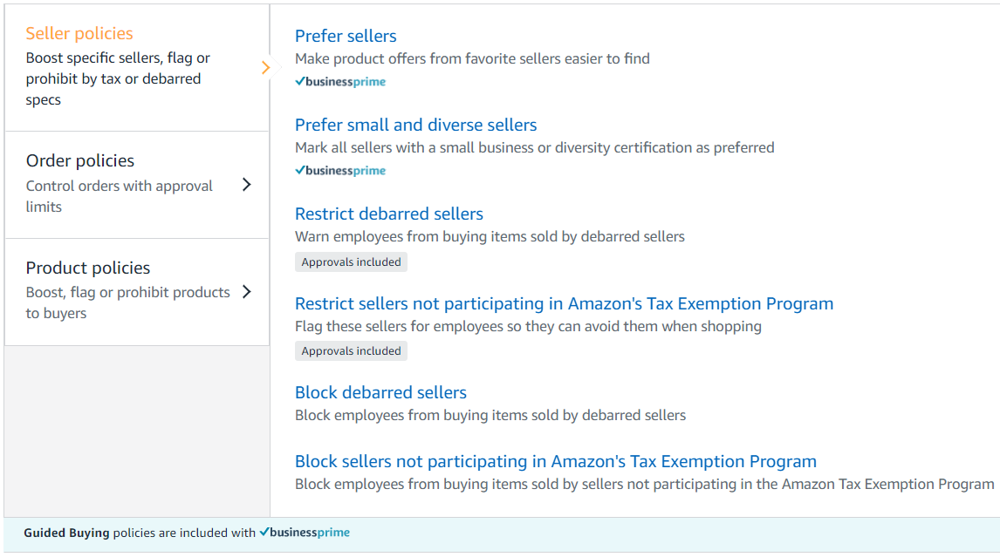 Seller policies
Boost specific sellers, flag or
prohibit by tax or debarred
specs
Order policies
Control orders with approval
limits
Product policies
Boost, flag or prohibit products
to buyers
Prefer sellers
Make product offers from favorite sellers easier to find
businessprime
Prefer small and diverse sellers
Mark all sellers with a small business or diversity certification as preferred
businessprime
Restrict debarred sellers
Warn employees from buying items sold by debarred sellers
Approvals included
Restrict sellers not participating in Amazon's Tax Exemption Program
Flag these sellers for employees so they can avoid them when shopping
Approvals included
Block debarred sellers
Block employees from buying items sold by debarred sellers
Block sellers not participating in Amazon's Tax Exemption Program
Block employees from buying items sold by sellers not participating in the Amazon Tax Exemption Program
Guided Buying policies are included with businessprime